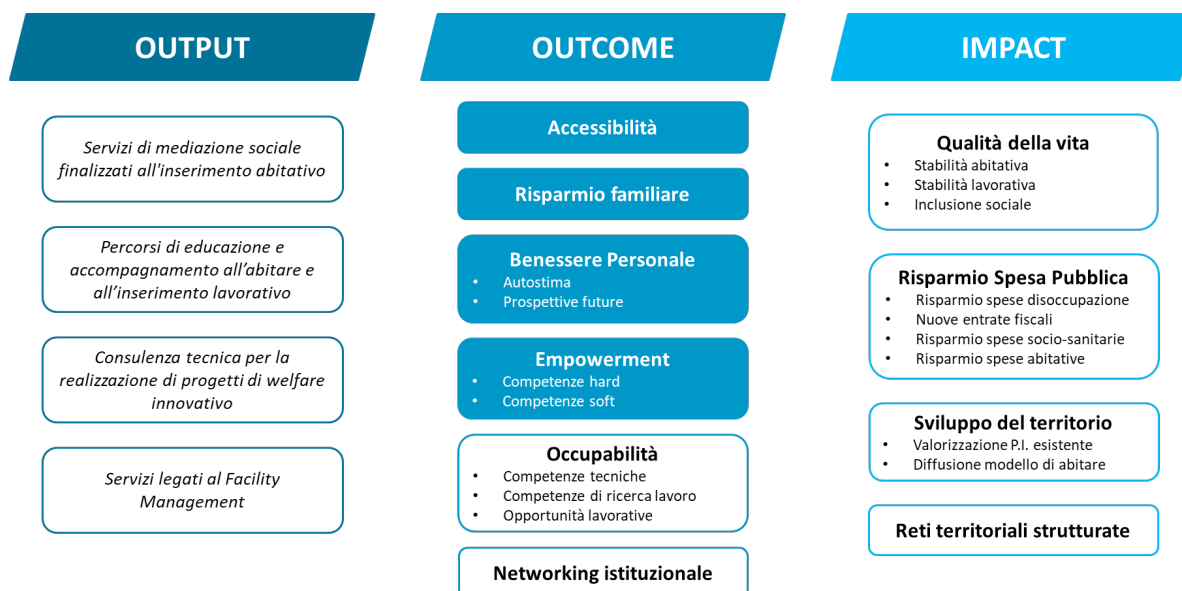 OUTPUT
Servizi di mediazione sociale
finalizzati all'inserimento abitativo
Percorsi di educazione e
accompagnamento all’abitare e
all’inserimento lavorativo
Consulenza tecnica per la
realizzazione di progetti di welfare
innovativo
Servizi legati al Facility
Management
OUTCOME
Accessibilità
Risparmio familiare
Benessere Personale
• Autostima
• Prospettive future
Empowerment
• Competenze hard
• Competenze soft
Occupabilità
• Competenze tecniche
• Competenze di ricerca lavoro
• Opportunità lavorative
Networking istituzionale
IMPACT
Qualità della vita
• Stabilità abitativa
• Stabilità lavorativa
• Inclusione sociale
Risparmio Spesa Pubblica
• Risparmio spese disoccupazione
• Nuove entrate fiscali
• Risparmio spese socio-sanitarie
• Risparmio spese abitative
Sviluppo del territorio
• Valorizzazione P.I. esistente
• Diffusione modello di abitare
Reti territoriali strutturate